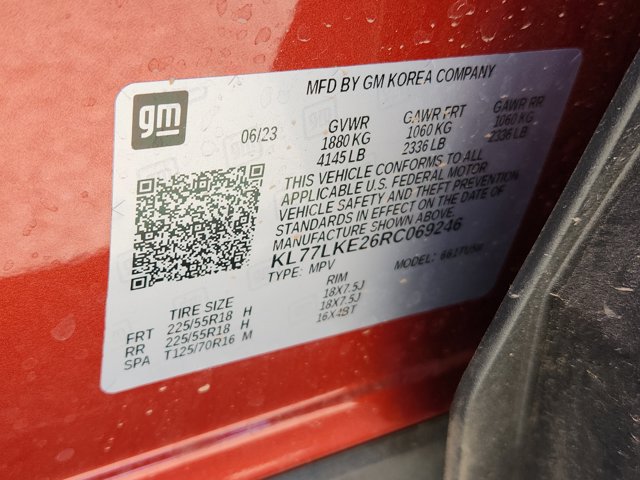 MFD BY GM KOREA COMPANY
gm
06/23
GVWR GAWR FRT GAWR RR
1880 KG 1060 KG 1060 KG
4145 LB 2336 LB 2336 LB
THIS VEHICLE CONFORMS TO ALL
APPLICABLE U.S. FEDERAL MOTOR
VEHICLE SAFETY AND THEFT PREVENTION
STANDARDS IN EFFECT ON THE DATE OF
MANUFACTURE SHOWN ABOVE.
KL77LKE26RC069246
TYPE: MPV MODEL:
TIRE SIZE RIM
FRT 225/55R18 H 18X7.5J
RR 225/55R18 H 18X7.5J
SPA T125/70R16 M 16X4BT